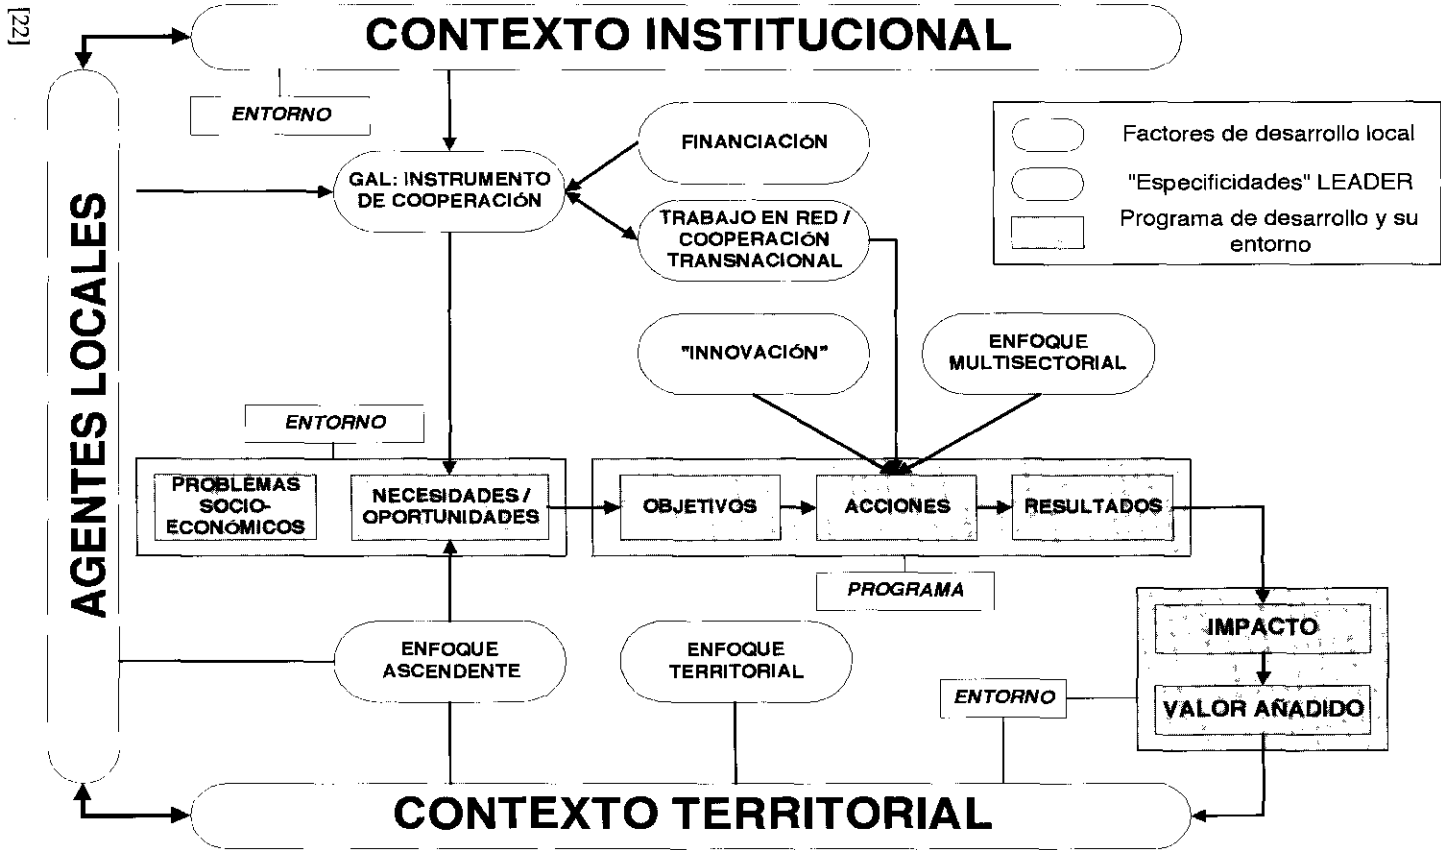 [22]
CONTEXTO INSTITUCIONAL
ENTORNO
FINANCIACIÓN
Factores de desarrollo local
"Especificidades" LEADER
Programa de desarrollo y su
entorno
GAL: INSTRUMENTO
DE COOPERACIÓN
TRABAJO EN RED /
COOPERACIÓN
TRANSNACIONAL
AGENTES LOCALES
"INNOVACIÓN"
ENFOQUE
MULTISECTORIAL
ENTORNO
PROBLEMAS
SOCIO-
ECONÓMICOS
NECESIDADES /
OPORTUNIDADES
OBJETIVOS
ACCIONES
RESULTADOS
PROGRAMA
ENFOQUE
ASCENDENTE
ENFOQUE
TERRITORIAL
IMPACTO
ENTORNO
VALOR AÑADIDO
CONTEXTO TERRITORIAL